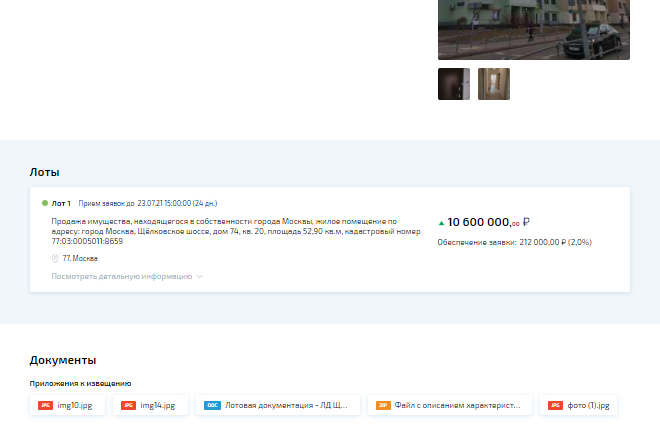 Лоты
Лот 1 Прием заявок до 23.07.21 15:00:00 (24 дн.)
Продажа имущества, находящегося в собственности города Москвы, жилое помещение по
адресу: город Москва, Щёлковское шоссе, дом 74, кв. 20, площадь 52,90 кв.м, кадастровый номер
77:03:0005011:8659
10 600 000,00 ₽
Обеспечение заявки: 212 000,00 ₽ (2,0%)
77. Москва
Посмотреть детальную информацию
Документы
Приложения к извещению
JPG img10.jpg
JPG img14.jpg
DOC Лотовая документация - ЛД Щ...
ZIP Файл с описанием характерист...
JPG фото (1).jpg